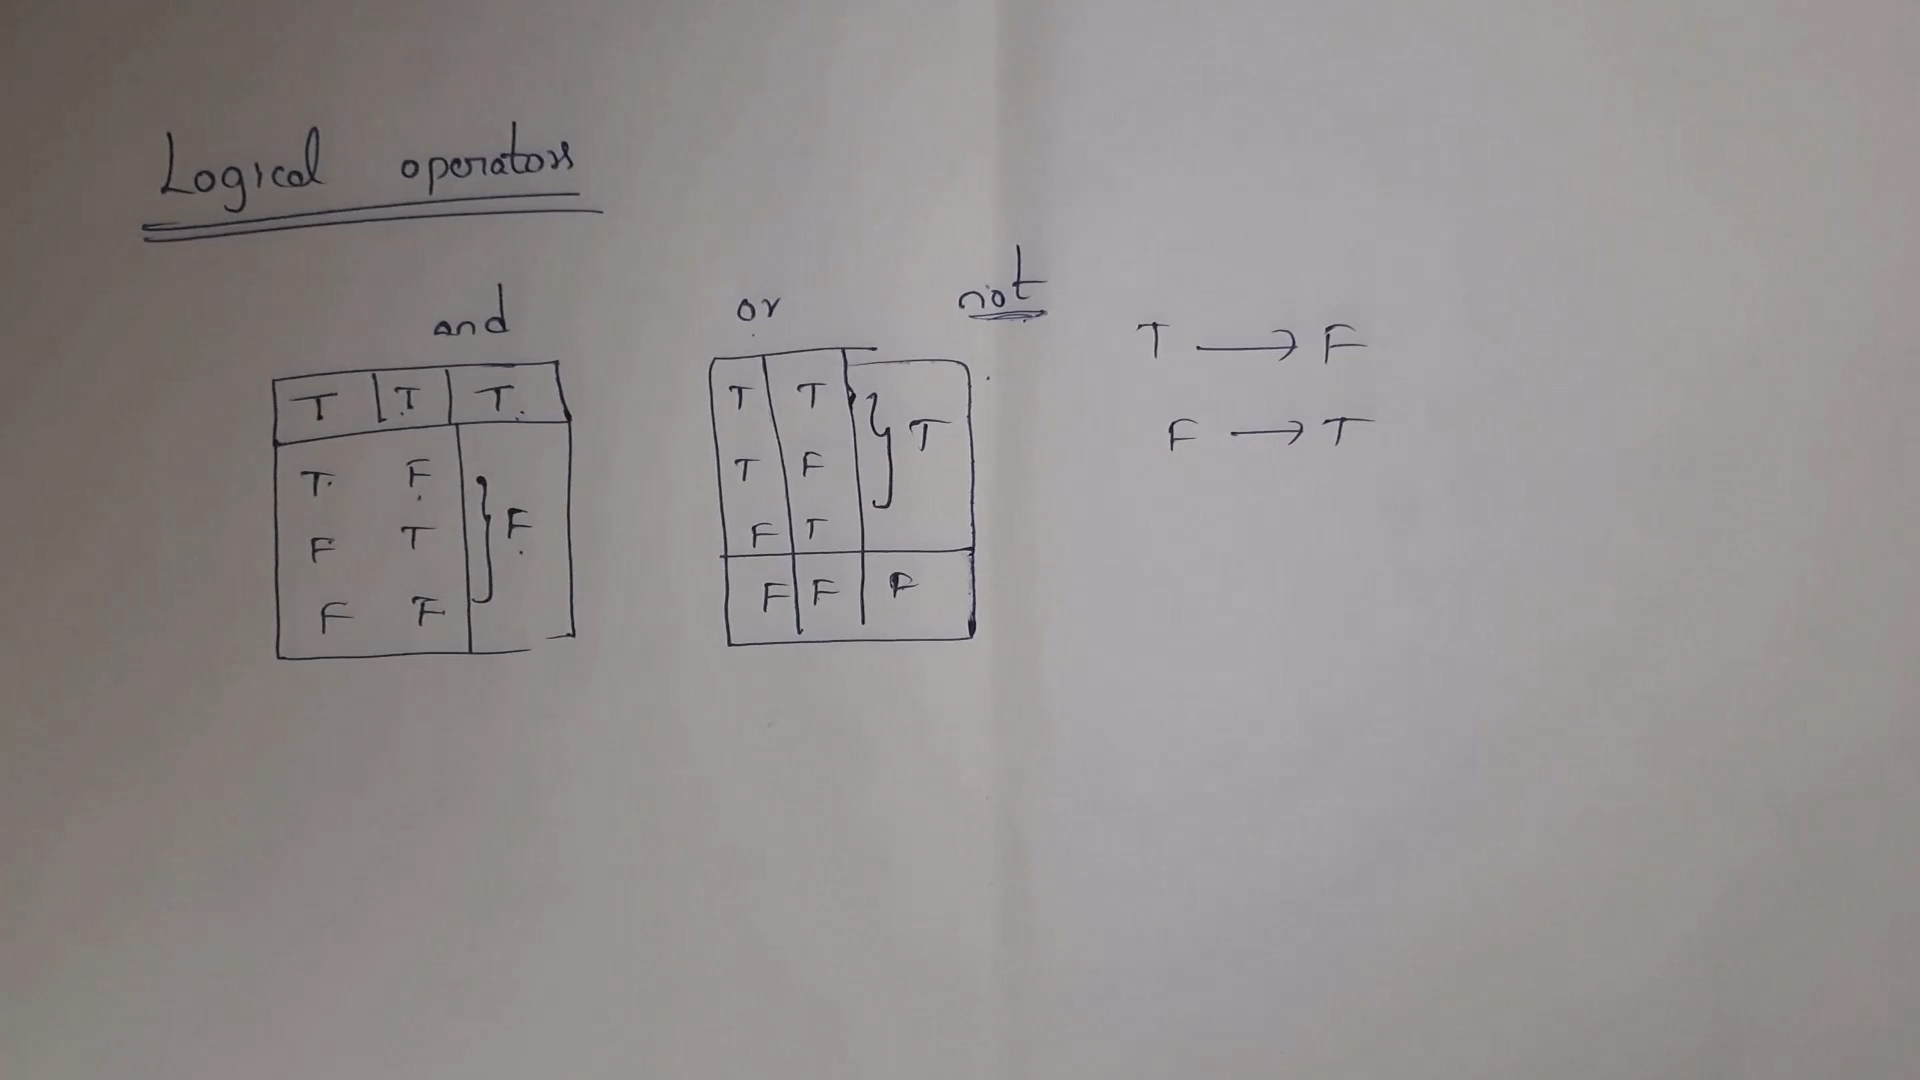 Logical operators
and or not
T T T
T F
F T F
F F
T T
T F T
F T
F F F
T → F
F → T